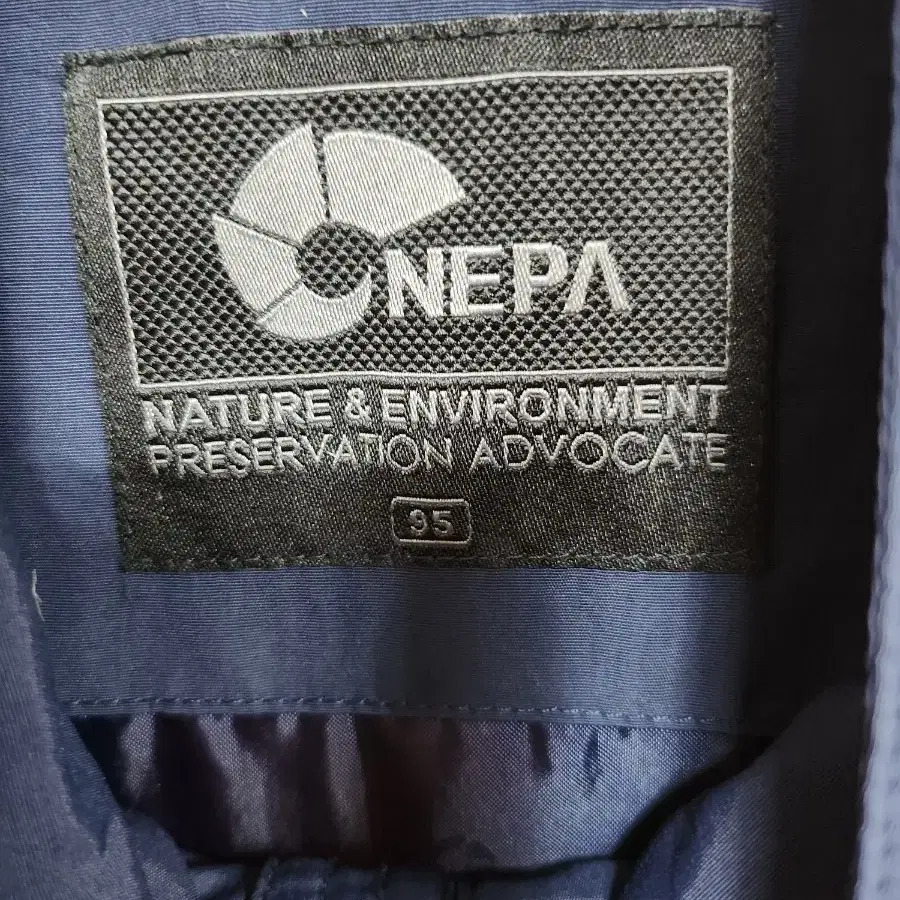 NEPA
NATURE & ENVIRONMENT
PRESERVATION ADVOCATE
95